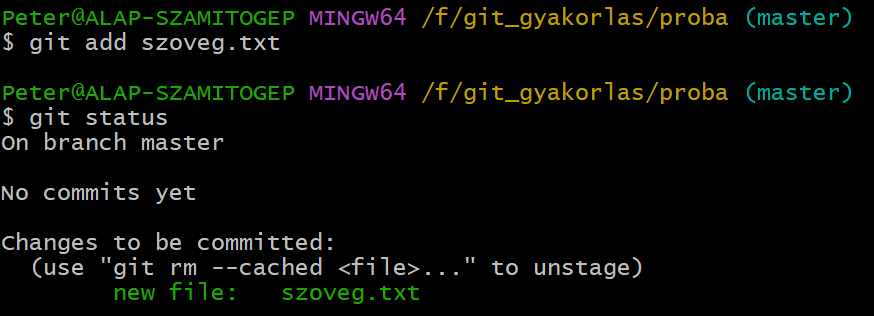 Peter@ALAP-SZAMITOGEP MINGW64 /f/git_gyakorlas/proba (master)
$ git add szoveg.txt
Peter@ALAP-SZAMITOGEP MINGW64 /f/git_gyakorlas/proba (master)
$ git status
On branch master
No commits yet
Changes to be committed:
  (use "git rm --cached <file>..." to unstage)
        new file:   szoveg.txt